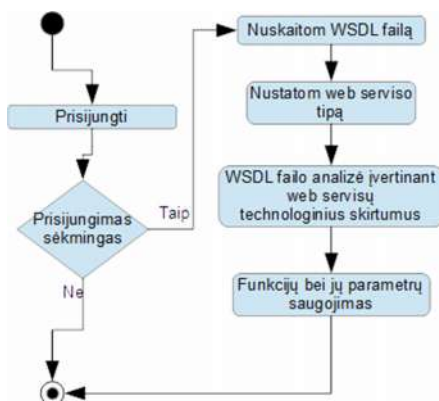 Prisijungti
Prisijungimas
sėkmingas
Taip
Ne
Nuskaitom WSDL failą
Nustatom web serviso
tipą
WSDL failo analizė įvertinant
web servisų
technologinius skirtumus
Funkcijų bei jų parametrų
saugojimas